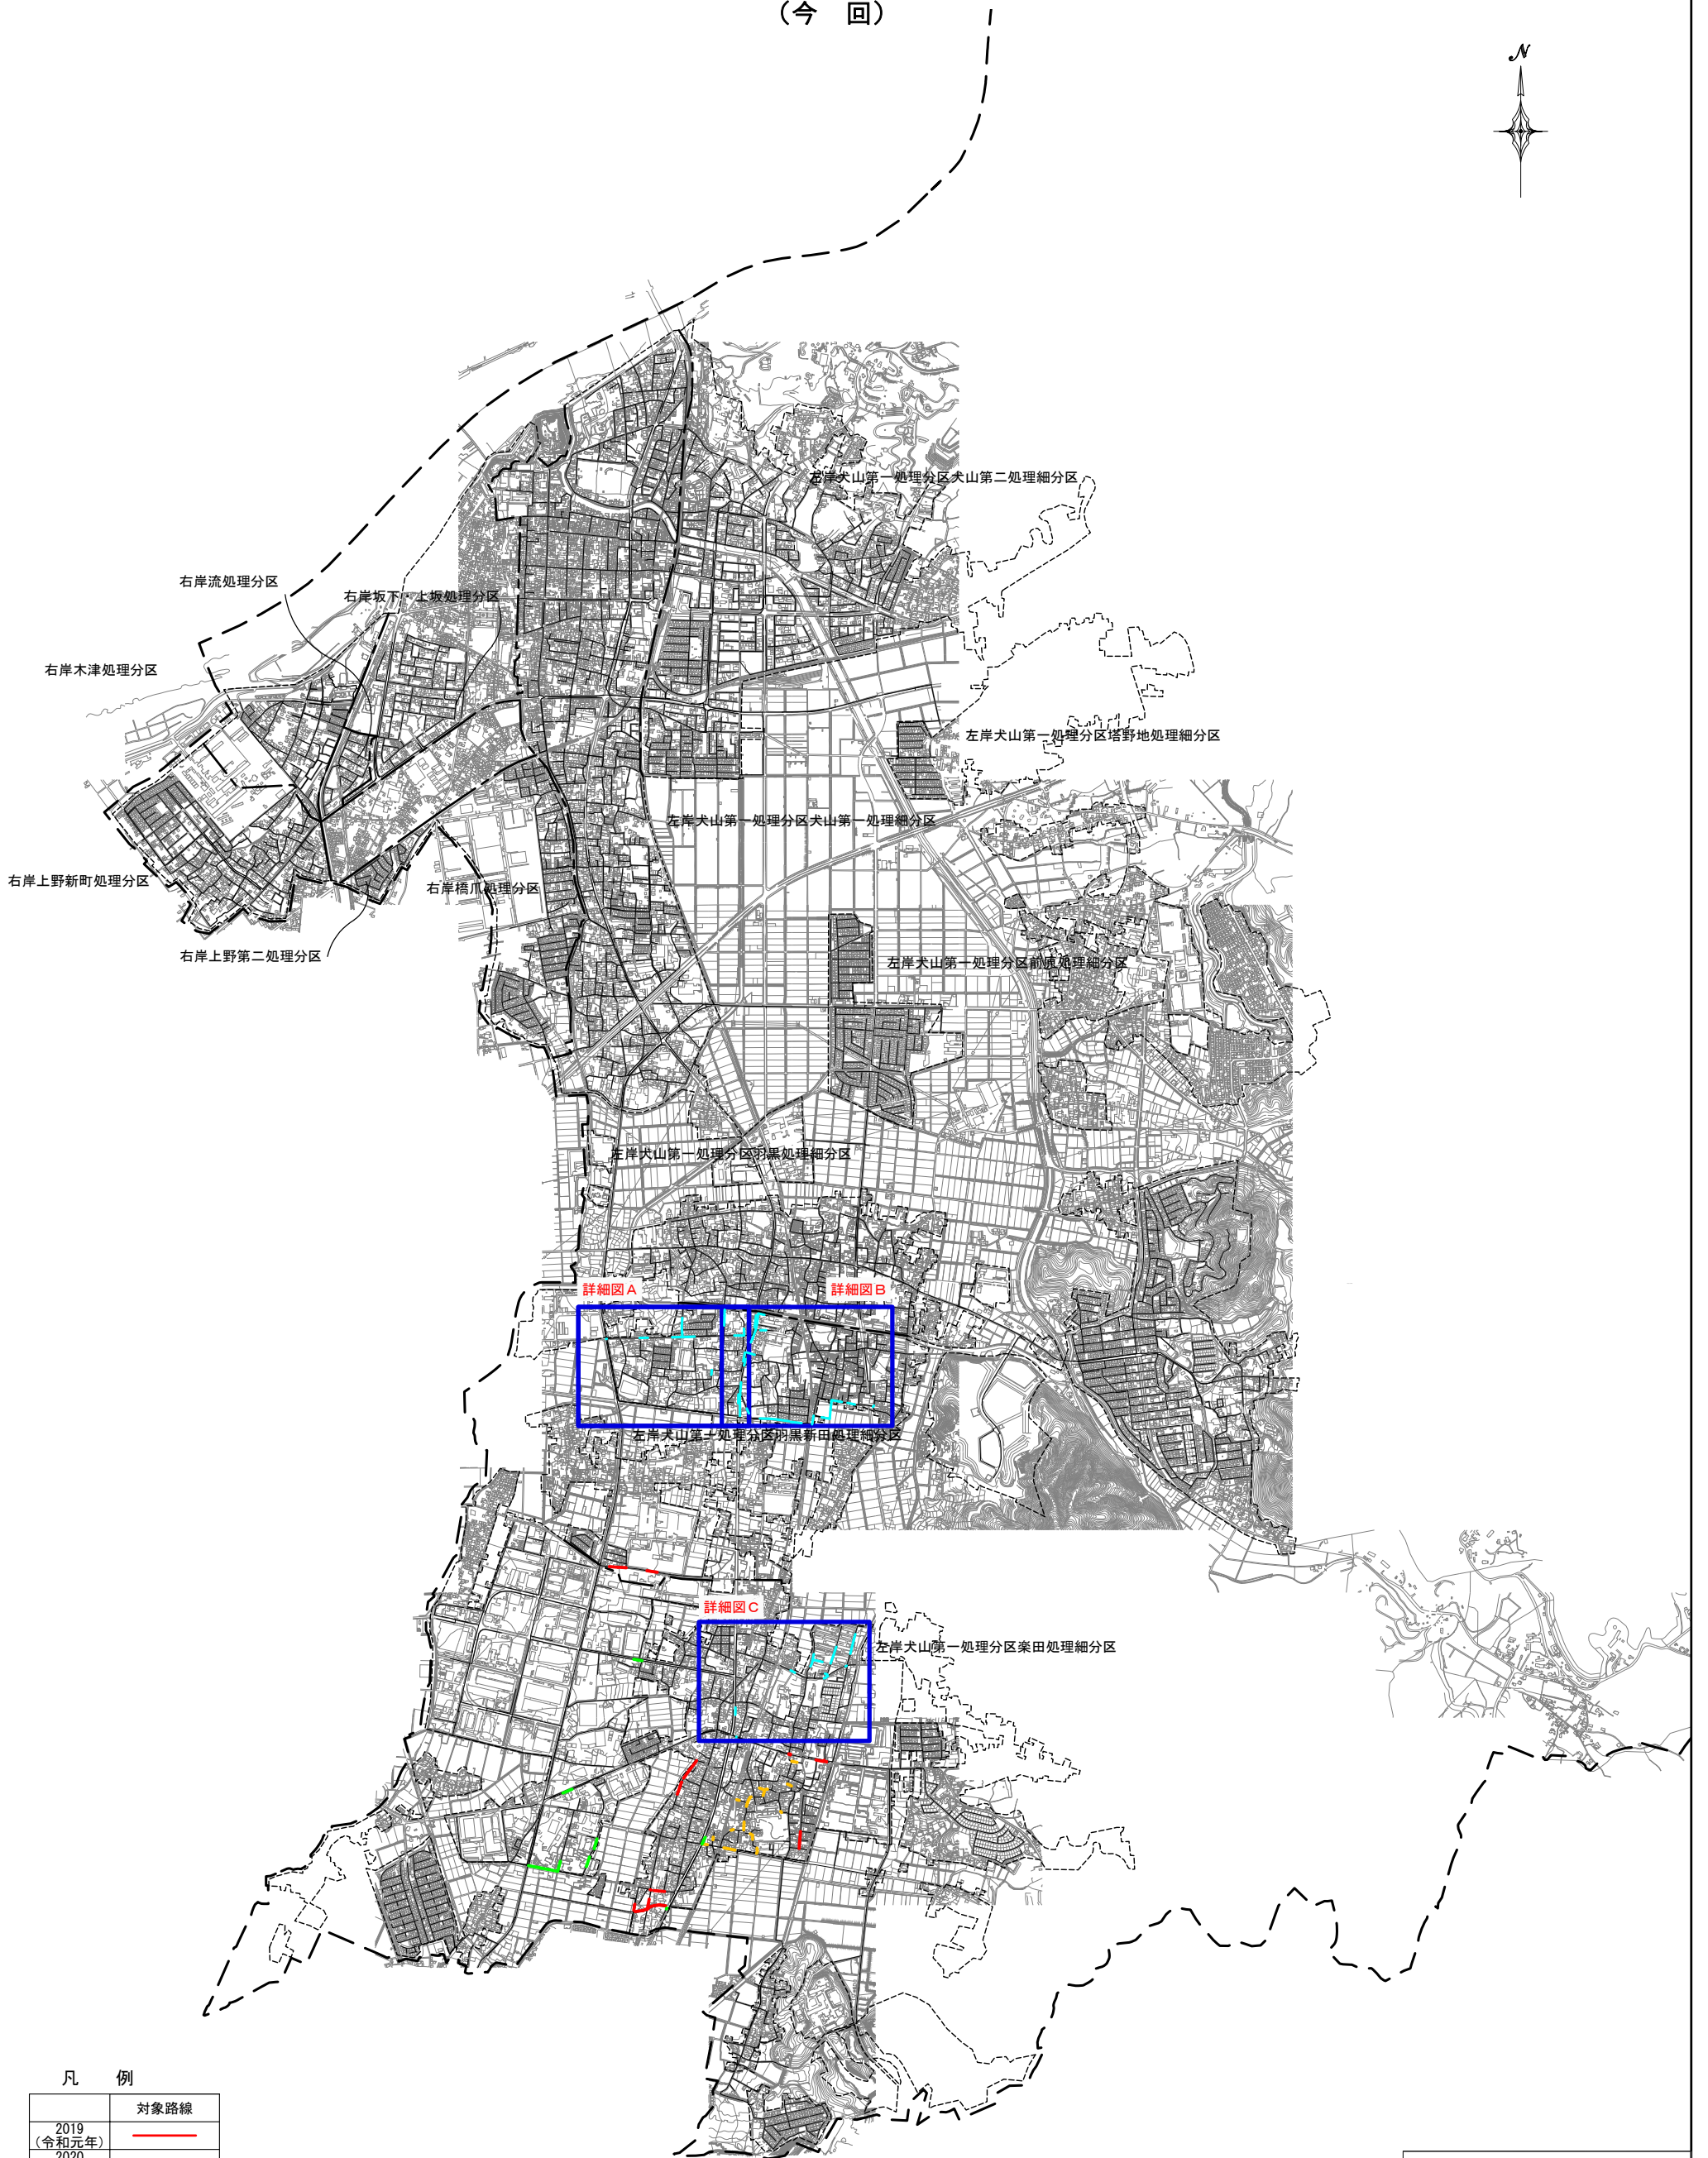 （今　回）
N
左岸犬山第一処理分区犬山第二処理細分区
右岸流処理分区
右岸坂下・上坂処理分区
右岸木津処理分区
左岸犬山第一処理分区塔野地処理細分区
左岸犬山第一処理分区犬山第一処理細分区
右岸上野新町処理分区
右岸橋爪処理分区
右岸上野第二処理分区
左岸犬山第一処理分区前原処理細分区
左岸犬山第一処理分区羽黒処理細分区
詳細図A
詳細図B
左岸犬山第一処理分区羽黒新田処理細分区
詳細図C
左岸犬山第一処理分区楽田処理細分区
凡　例
対象路線
2019
（令和元年）
2020